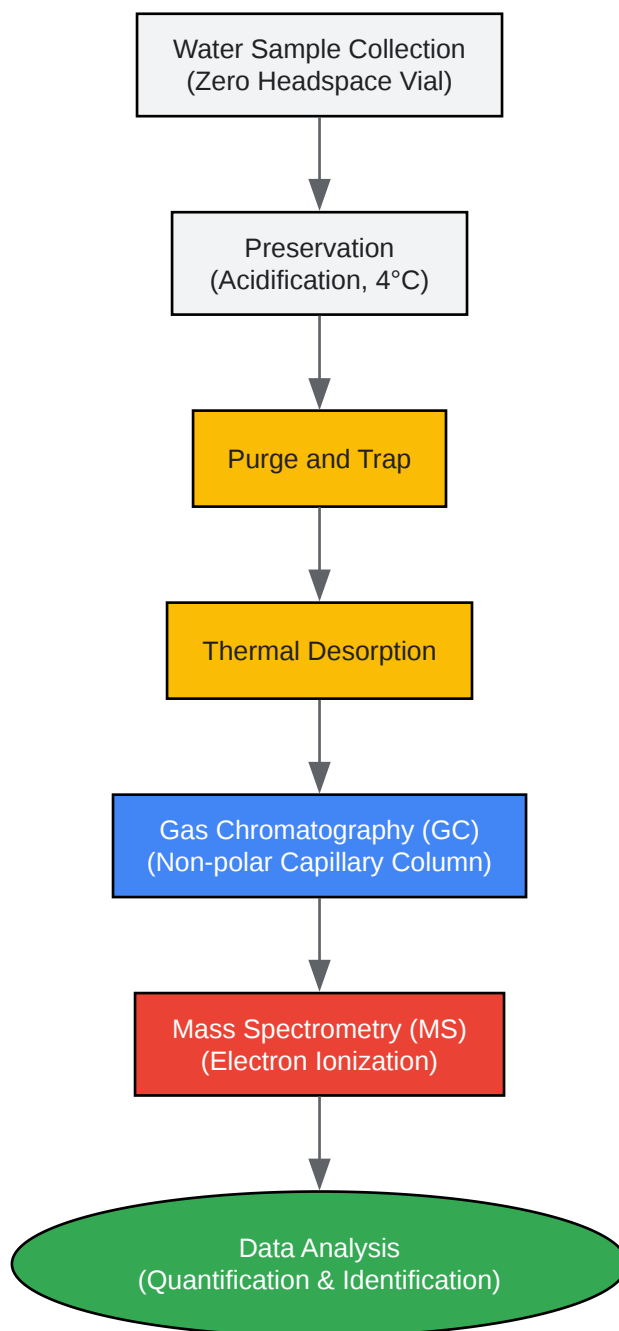 Water Sample Collection
(Zero Headspace Vial)
Preservation
(Acidification, 4°C)
Purge and Trap
Thermal Desorption
Gas Chromatography (GC)
(Non-polar Capillary Column)
Mass Spectrometry (MS)
(Electron Ionization)
Data Analysis
(Quantification & Identification)